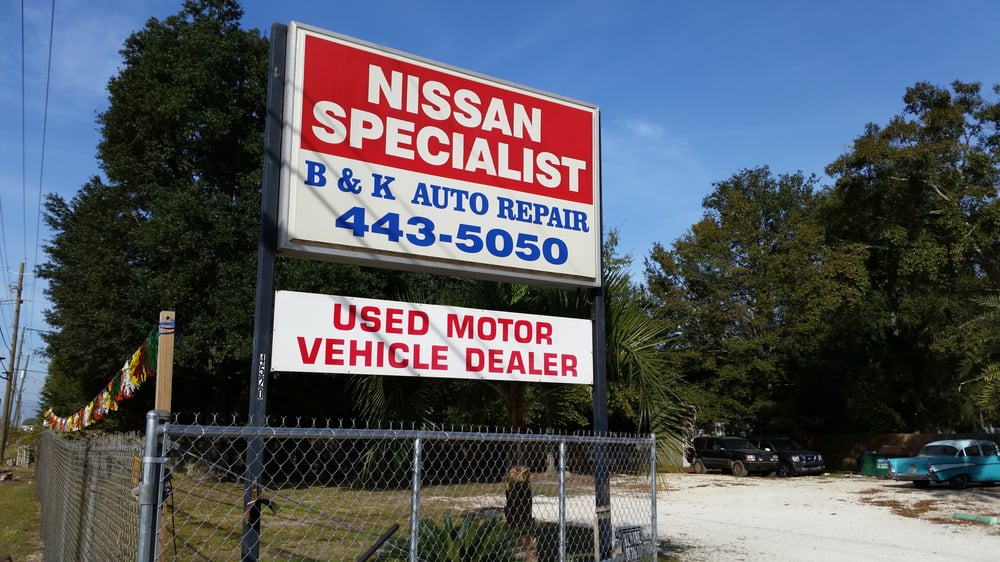 NISSAN
SPECIALIST
B & K AUTO REPAIR
443-5050
USED MOTOR
VEHICLE DEALER